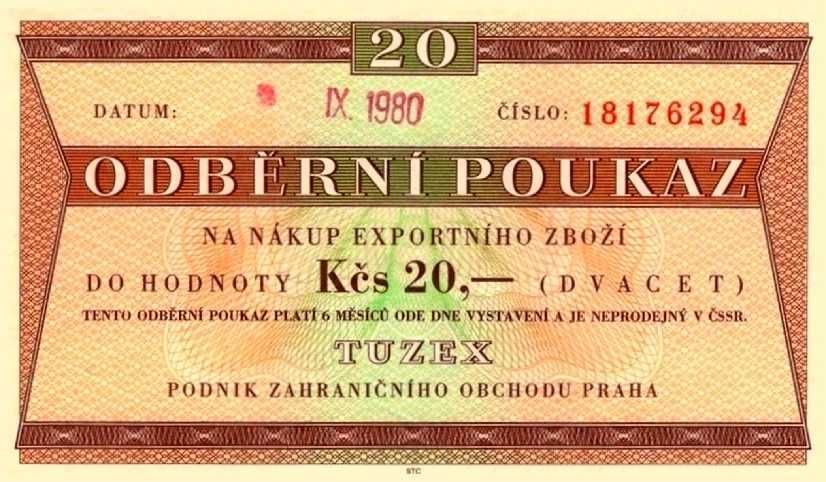 20
DATUM: IX. 1980 ČÍSLO: 18176294
ODBĚRNÍ POUKAZ
NA NÁKUP EXPORTNÍHO ZBOŽÍ
DO HODNOTY Kčs 20,— (DVACET)
TENTO ODBĚRNÍ POUKAZ PLATÍ 6 MĚSÍCŮ ODE DNE VYSTAVENÍ A JE NEPRODEJNÝ V ČSSR.
TUZEX
PODNIK ZAHRANIČNÍHO OBCHODU PRAHA
STC